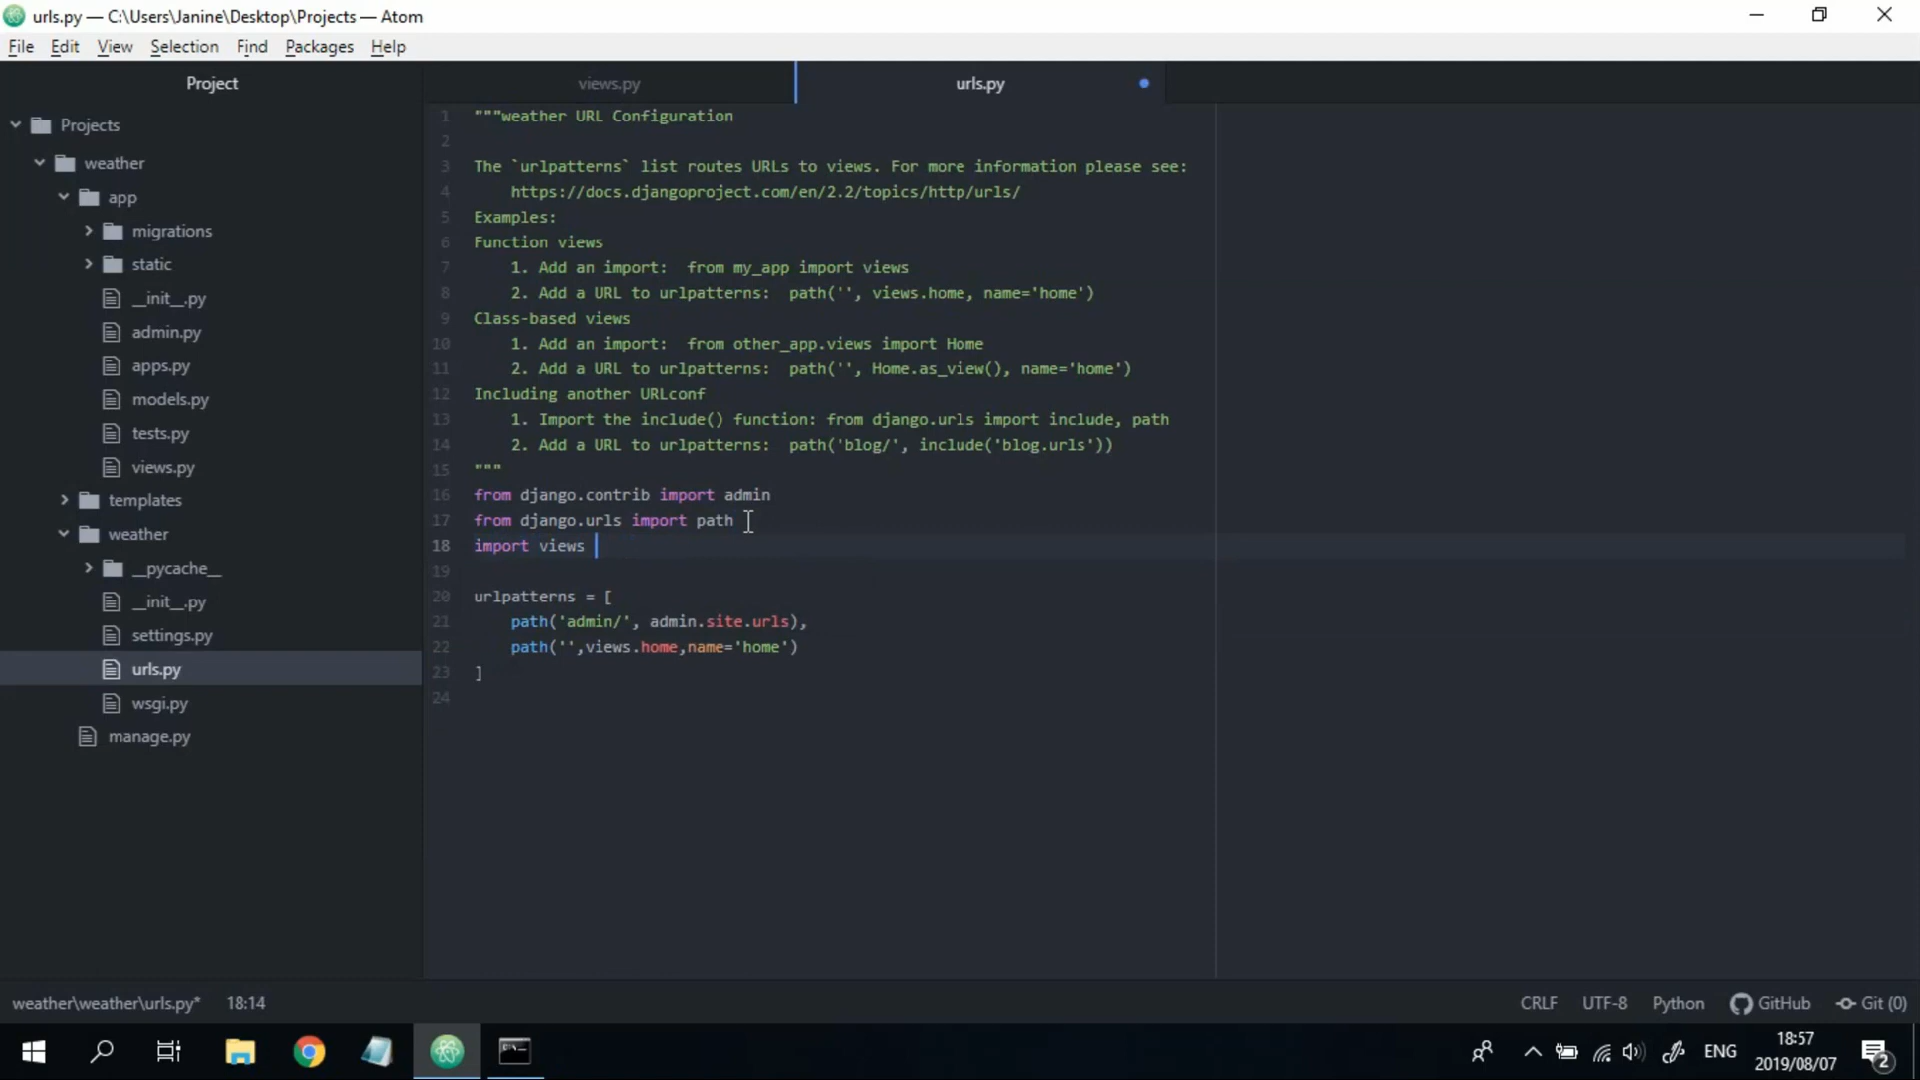 urls.py — C:\Users\Janine\Desktop\Projects — Atom
File Edit View Selection Find Packages Help
Project
views.py
urls.py
Projects
weather
app
migrations
static
__init__.py
admin.py
apps.py
models.py
tests.py
views.py
templates
weather
__pycache__
__init__.py
settings.py
urls.py
wsgi.py
manage.py
1 """weather URL Configuration
2
3 The `urlpatterns` list routes URLs to views. For more information please see:
4     https://docs.djangoproject.com/en/2.2/topics/http/urls/
5 Examples:
6 Function views
7     1. Add an import:  from my_app import views
8     2. Add a URL to urlpatterns:  path('', views.home, name='home')
9 Class-based views
10     1. Add an import:  from other_app.views import Home
11     2. Add a URL to urlpatterns:  path('', Home.as_view(), name='home')
12 Including another URLconf
13     1. Import the include() function: from django.urls import include, path
14     2. Add a URL to urlpatterns:  path('blog/', include('blog.urls'))
15 """
16 from django.contrib import admin
17 from django.urls import path
18 import views
19
20 urlpatterns = [
21     path('admin/', admin.site.urls),
22     path('',views.home,name='home')
23 ]
24
weather\weather\urls.py* 18:14 CRLF UTF-8 Python GitHub Git (0)
ENG
18:57
2019/08/07
2